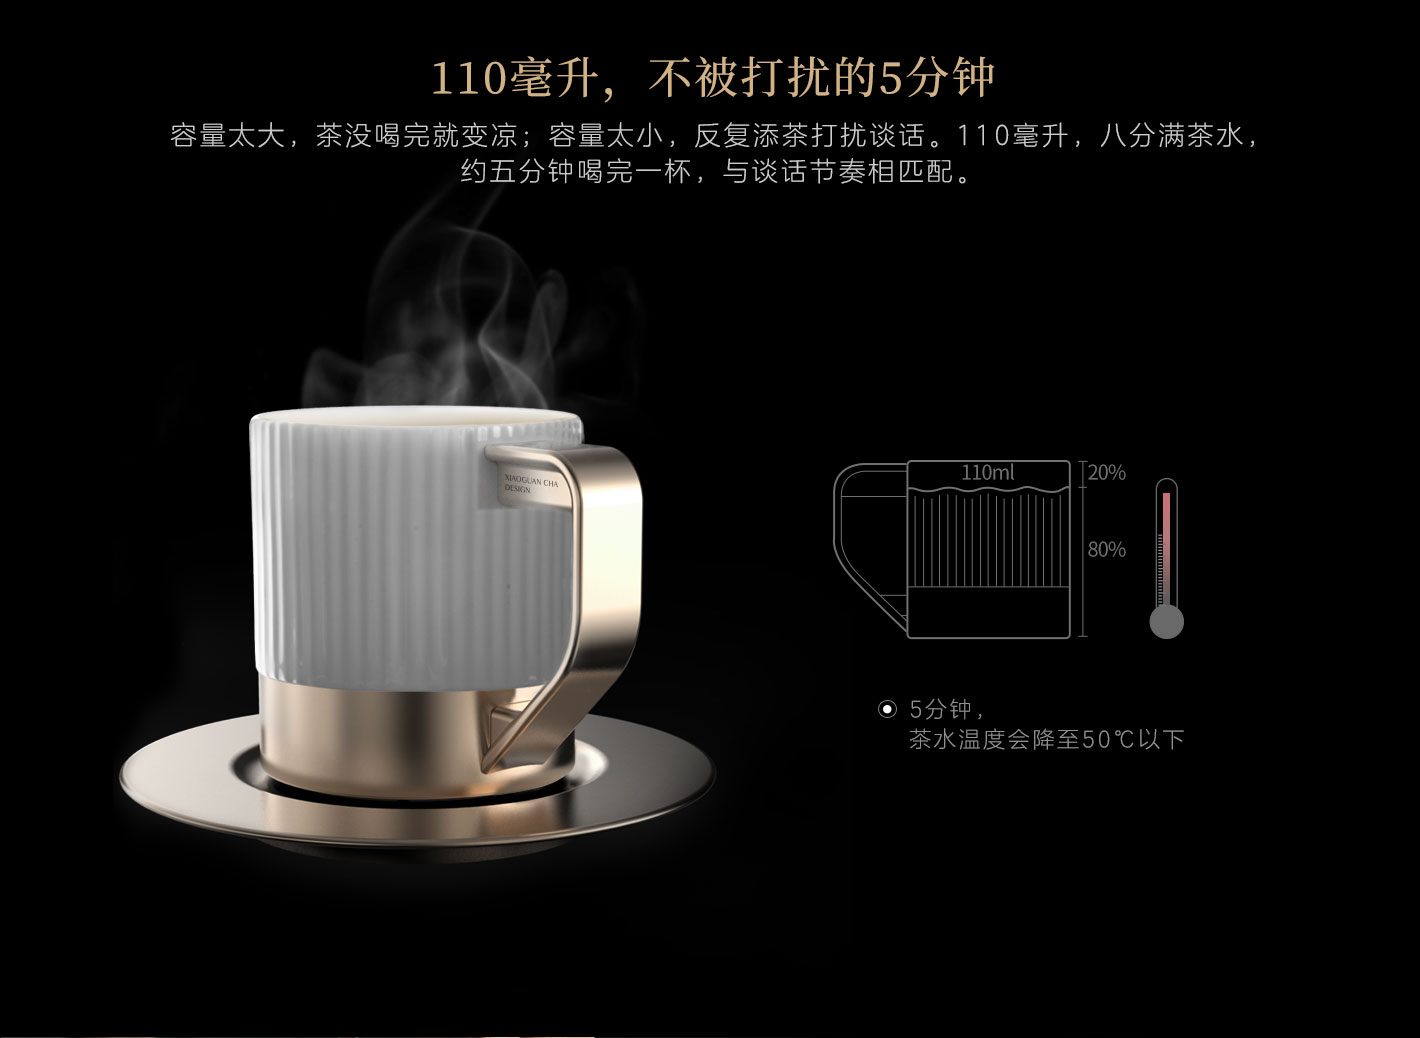 110毫升，不被打扰的5分钟
容量太大，茶没喝完就变凉；容量太小，反复添茶打扰谈话。110毫升，八分满茶水，
约五分钟喝完一杯，与谈话节奏相匹配。
XIAOGUAN CHA
DESIGN
110ml
20%
80%
5分钟，
茶水温度会降至50℃以下